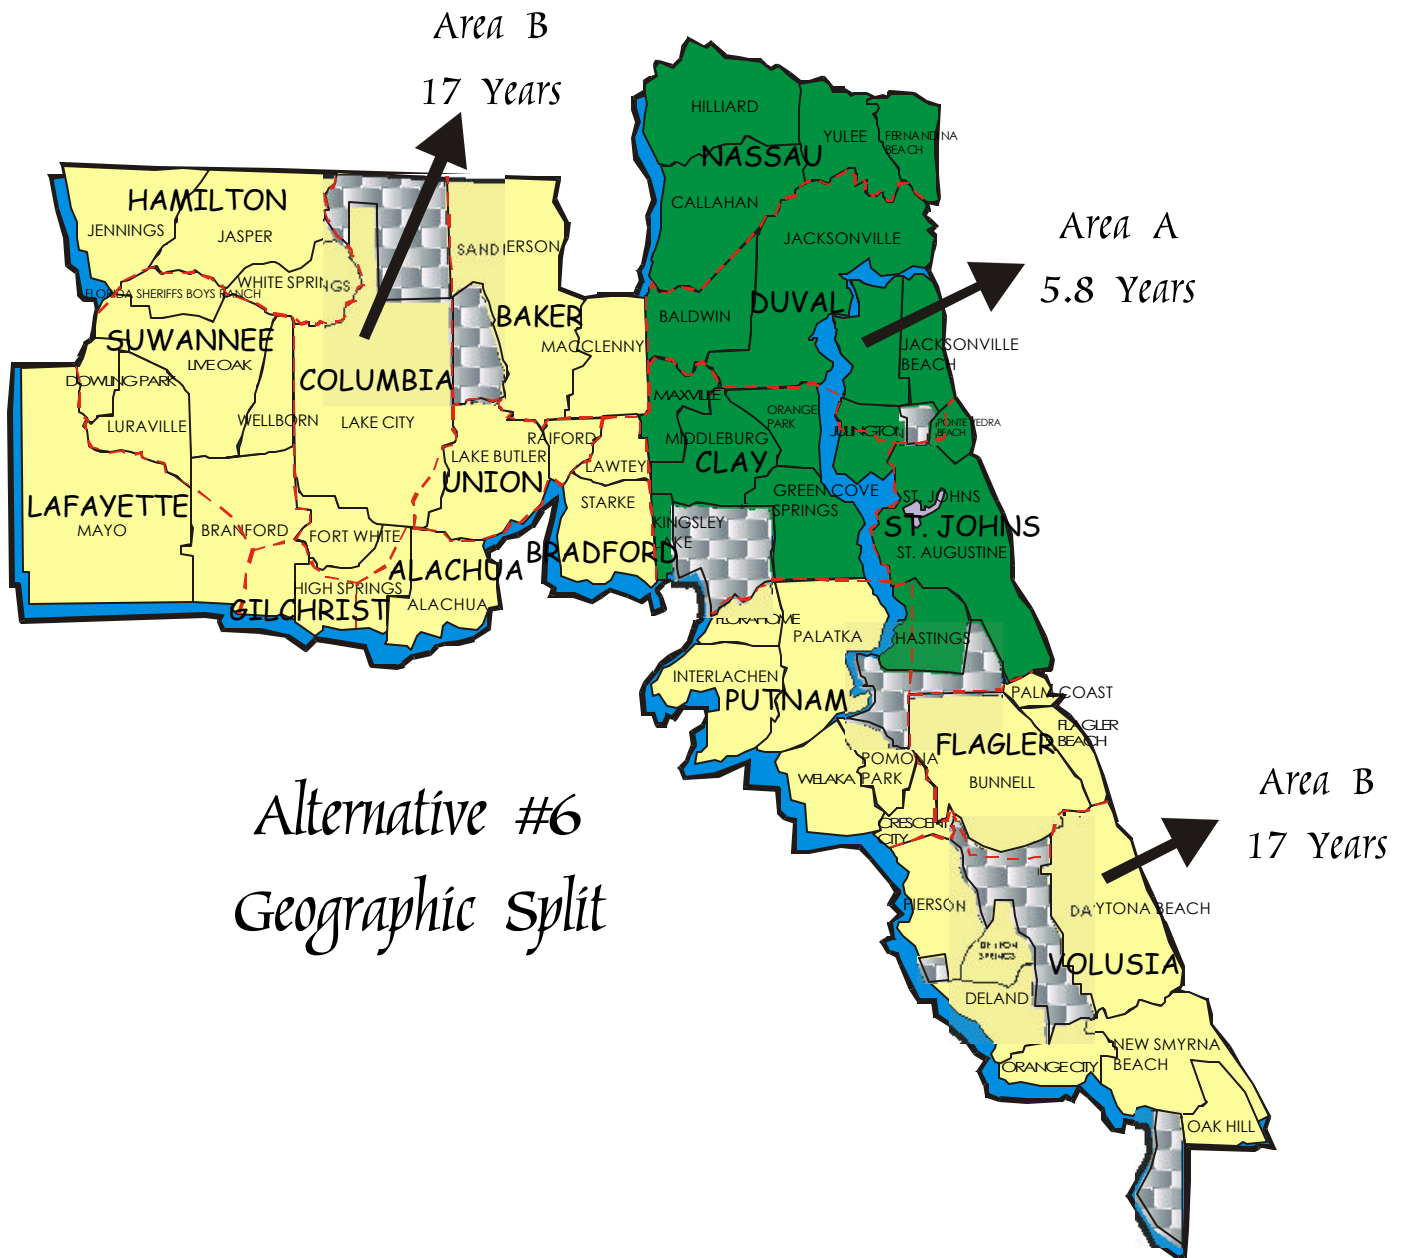 Area B
17 Years
HILLIARD
YULEE
FERNANDINA
BEACH
NASSAU
CALLAHAN
HAMILTON
JENNINGS
JASPER
JACKSONVILLE
Area A
5.8 Years
SANDERSON
WHITE SPRINGS
FLORIDA SHERIFFS BOYS RANCH
DUVAL
BALDWIN
BAKER
MACCLENNY
SUWANNEE
LIVE OAK
JACKSONVILLE
BEACH
DOWLING PARK
COLUMBIA
MAXVILLE
LURAVILLE
WELLBORN
LAKE CITY
ORANGE
PARK
JULINGTON
PONTE VEDRA
BEACH
RAIFORD
MIDDLEBURG
CLAY
LAKE BUTLER
LAWTEY
UNION
GREEN COVE
SPRINGS
ST. JOHNS
LAFAYETTE
MAYO
STARKE
BRANFORD
FORT WHITE
KINGSLEY
LAKE
ST. JOHNS
ST. AUGUSTINE
BRADFORD
ALACHUA
HIGH SPRINGS
GILCHRIST
ALACHUA
FLORAHOME
PALATKA
HASTINGS
INTERLACHEN
PUTNAM
PALM COAST
FLAGLER
BEACH
FLAGLER
BUNNELL
POMONA
PARK
WELAKA
Area B
17 Years
CRESCENT
CITY
Alternative #6
Geographic Split
PIERSON
DAYTONA BEACH
SPRINGS
VOLUSIA
DELAND
NEW SMYRNA
BEACH
ORANGE CITY
OAK HILL